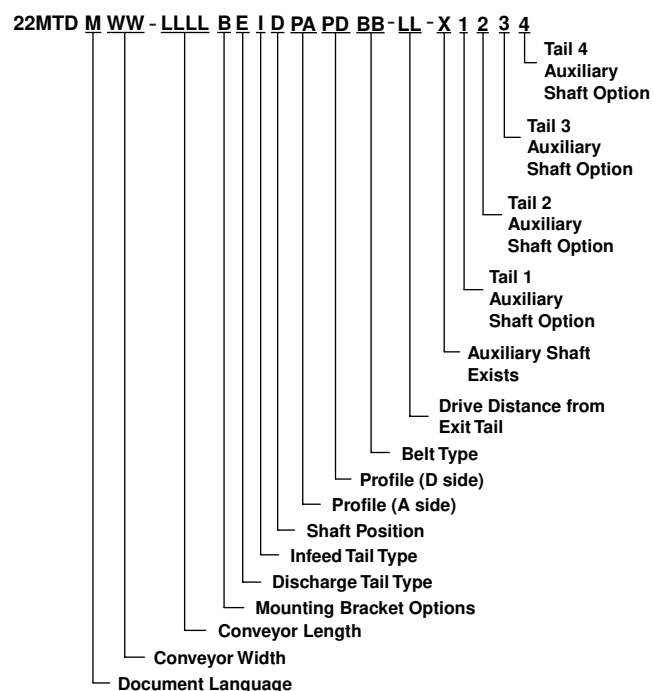 22MTD M WW - LLLL B E I D PA PD BB - LL - X 1 2 3 4
Tail 4
Auxiliary
Shaft Option
Tail 3
Auxiliary
Shaft Option
Tail 2
Auxiliary
Shaft Option
Tail 1
Auxiliary
Shaft Option
Auxiliary Shaft
Exists
Drive Distance from
Exit Tail
Belt Type
Profile (D side)
Profile (A side)
Shaft Position
Infeed Tail Type
Discharge Tail Type
Mounting Bracket Options
Conveyor Length
Conveyor Width
Document Language